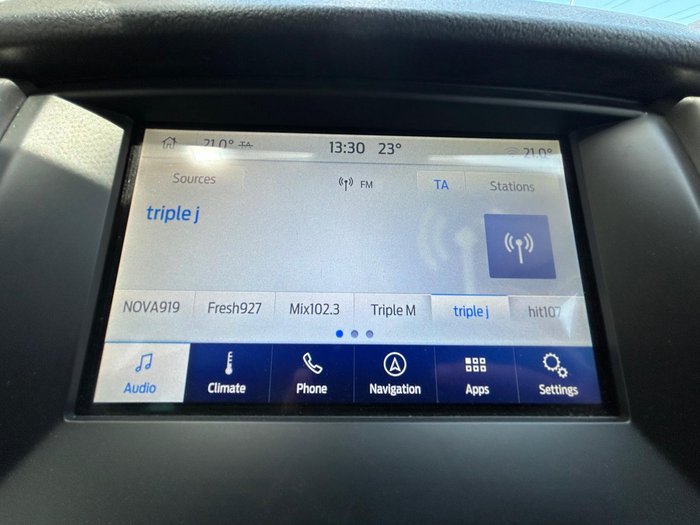 21.0° TA 13:30 23° 21.0°
Sources FM TA Stations
triple j
NOVA919 Fresh927 Mix102.3 Triple M triple j hit107
Audio Climate Phone Navigation Apps Settings